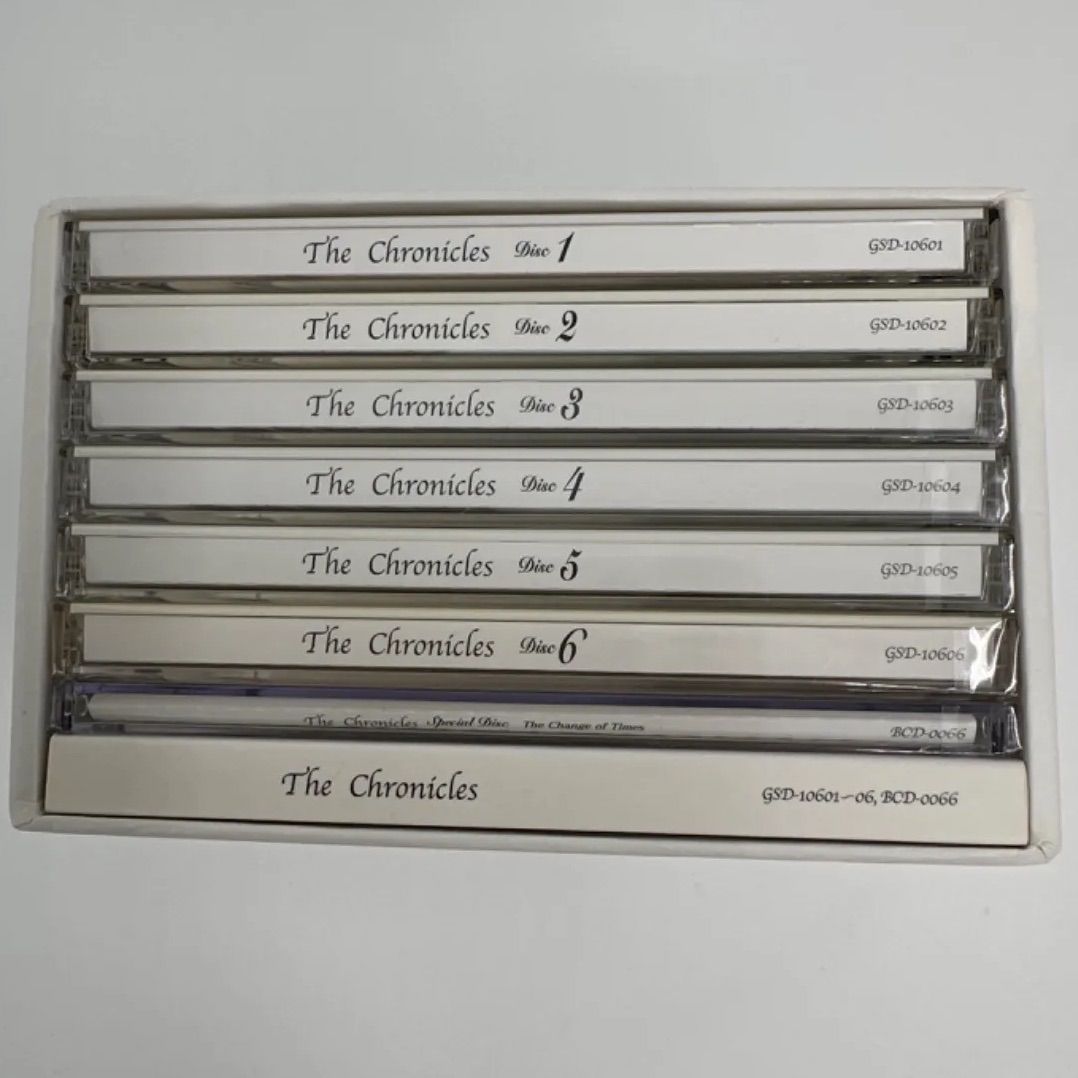 The Chronicles Disc 1 GSD-10601
The Chronicles Disc 2 GSD-10602
The Chronicles Disc 3 GSD-10603
The Chronicles Disc 4 GSD-10604
The Chronicles Disc 5 GSD-10605
The Chronicles Disc 6 GSD-10606
The Chronicles Special Disc The Change of Times BCD-0066
The Chronicles GSD-10601~06, BCD-0066